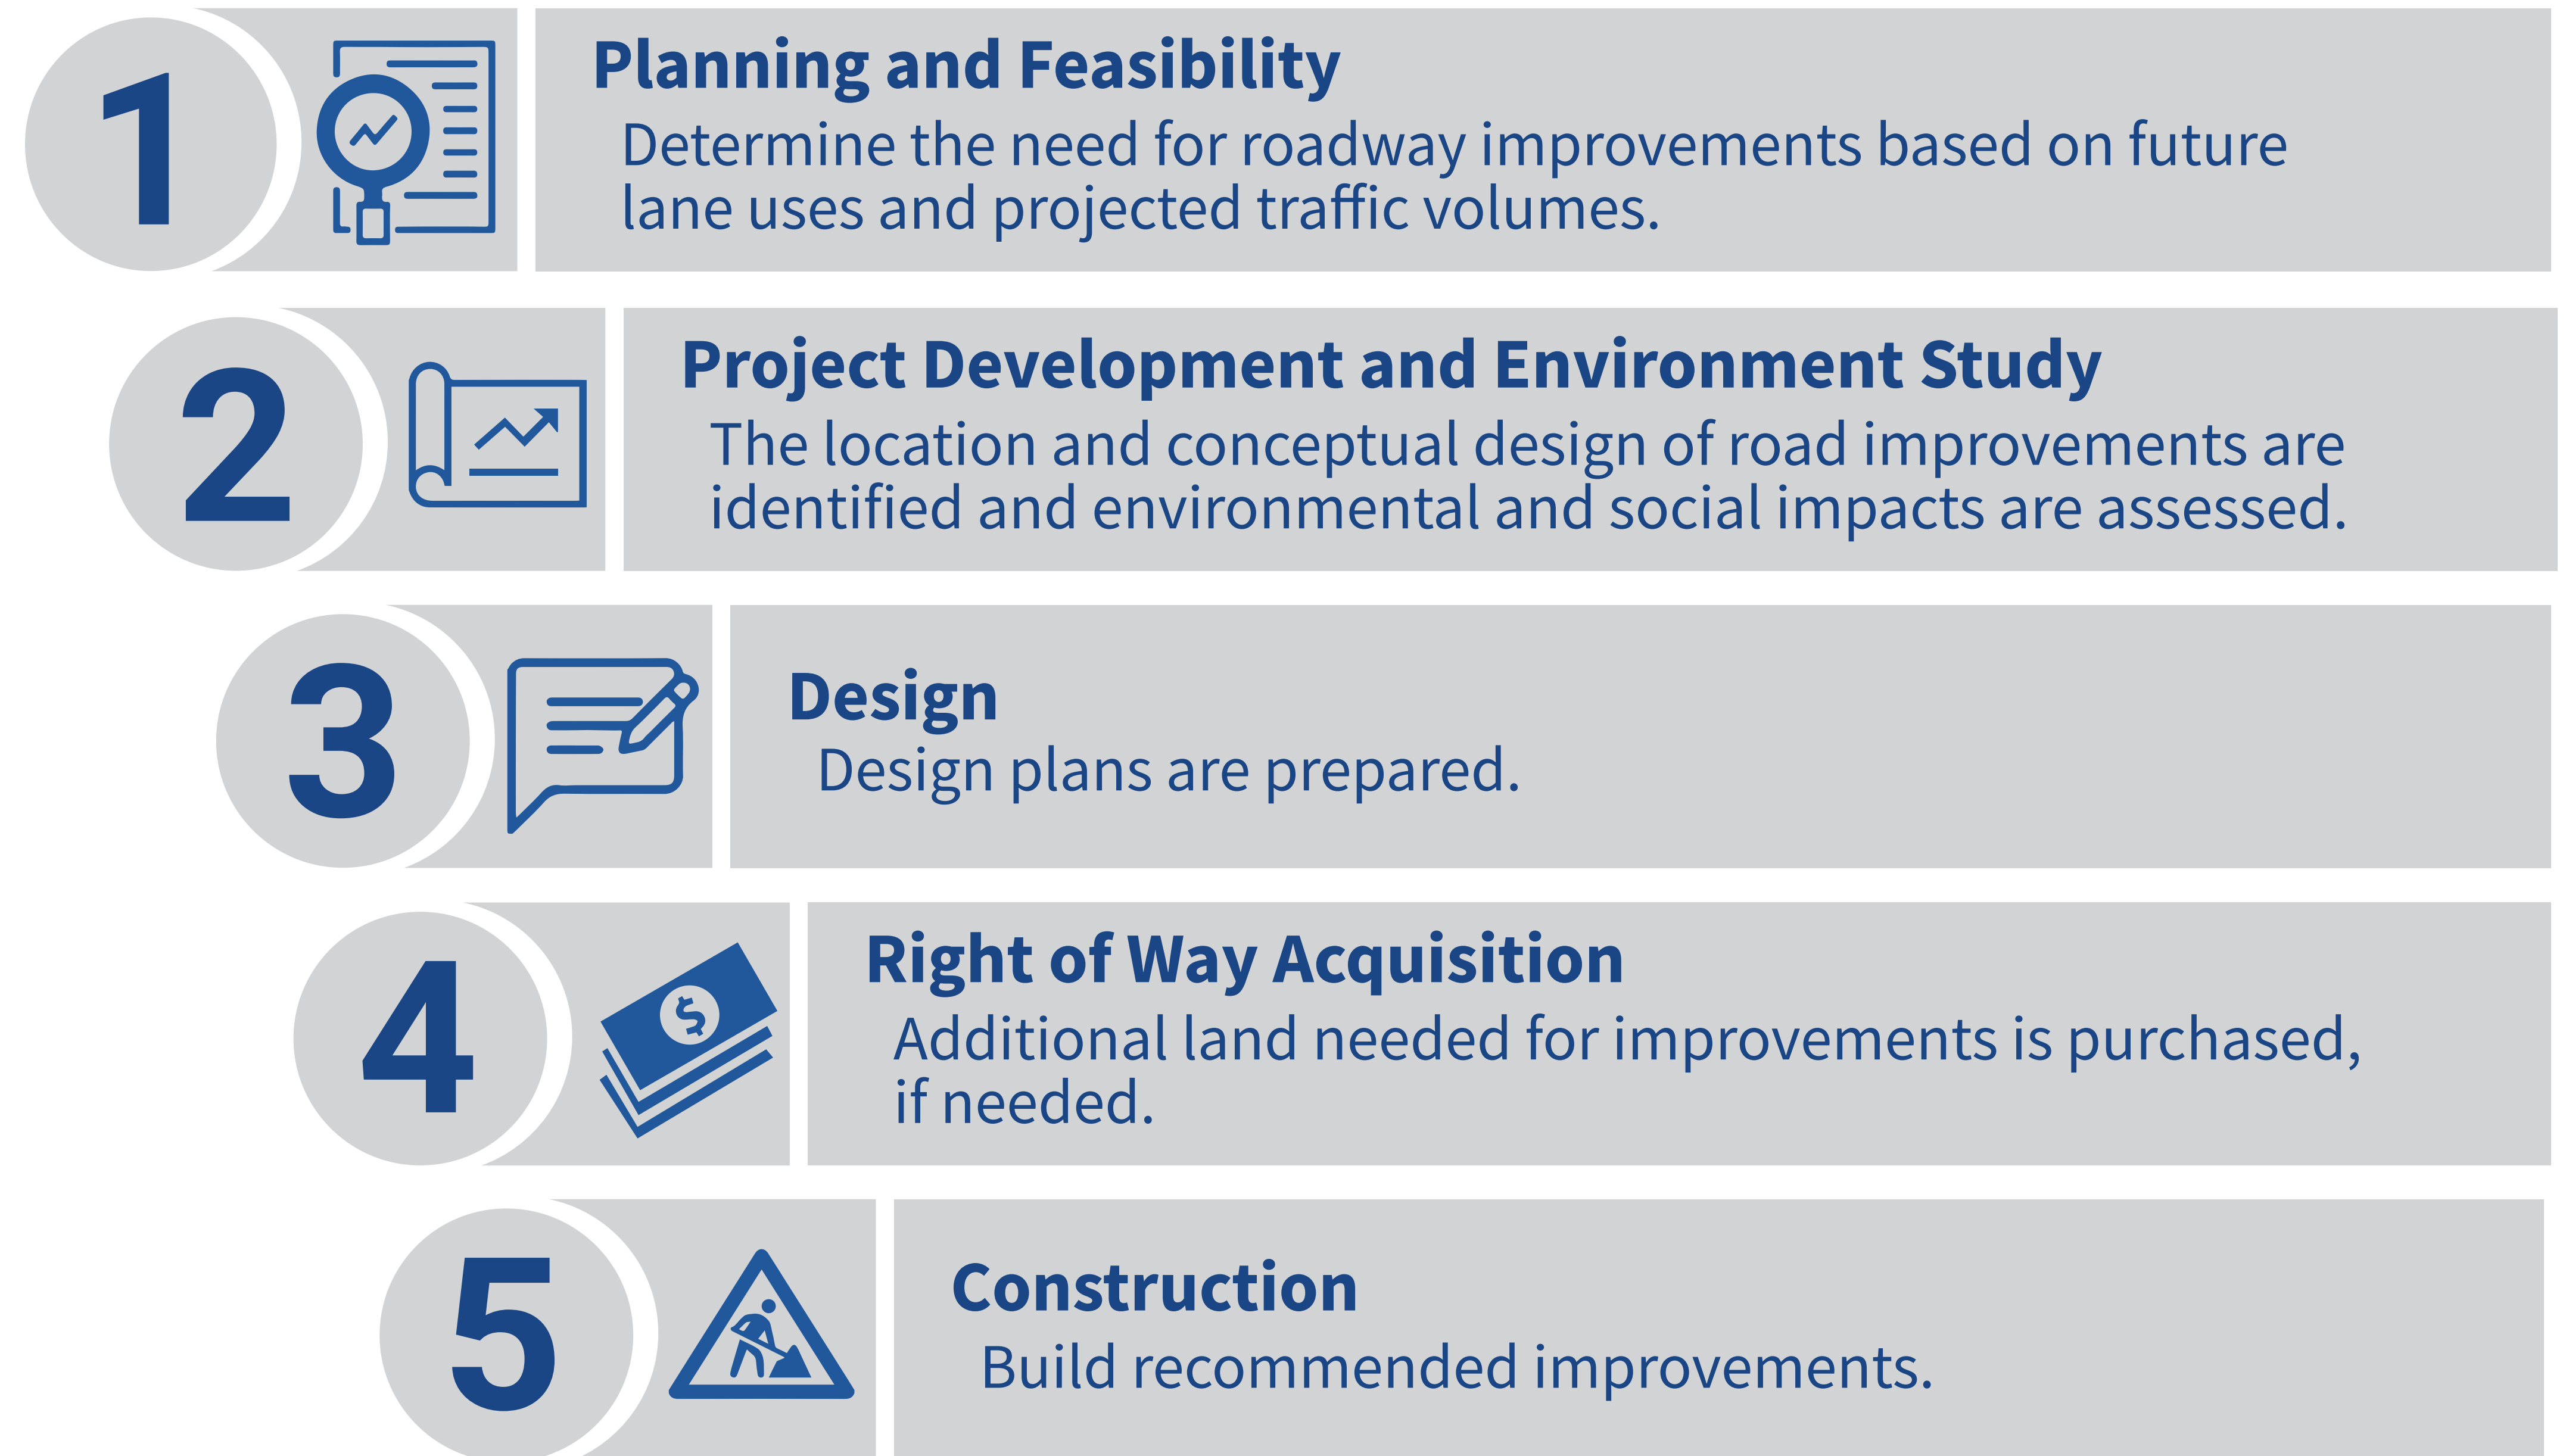 1
Planning and Feasibility
Determine the need for roadway improvements based on future
lane uses and projected traffic volumes.
2
Project Development and Environment Study
The location and conceptual design of road improvements are
identified and environmental and social impacts are assessed.
3
Design
Design plans are prepared.
4
$
Right of Way Acquisition
Additional land needed for improvements is purchased,
if needed.
5
Construction
Build recommended improvements.